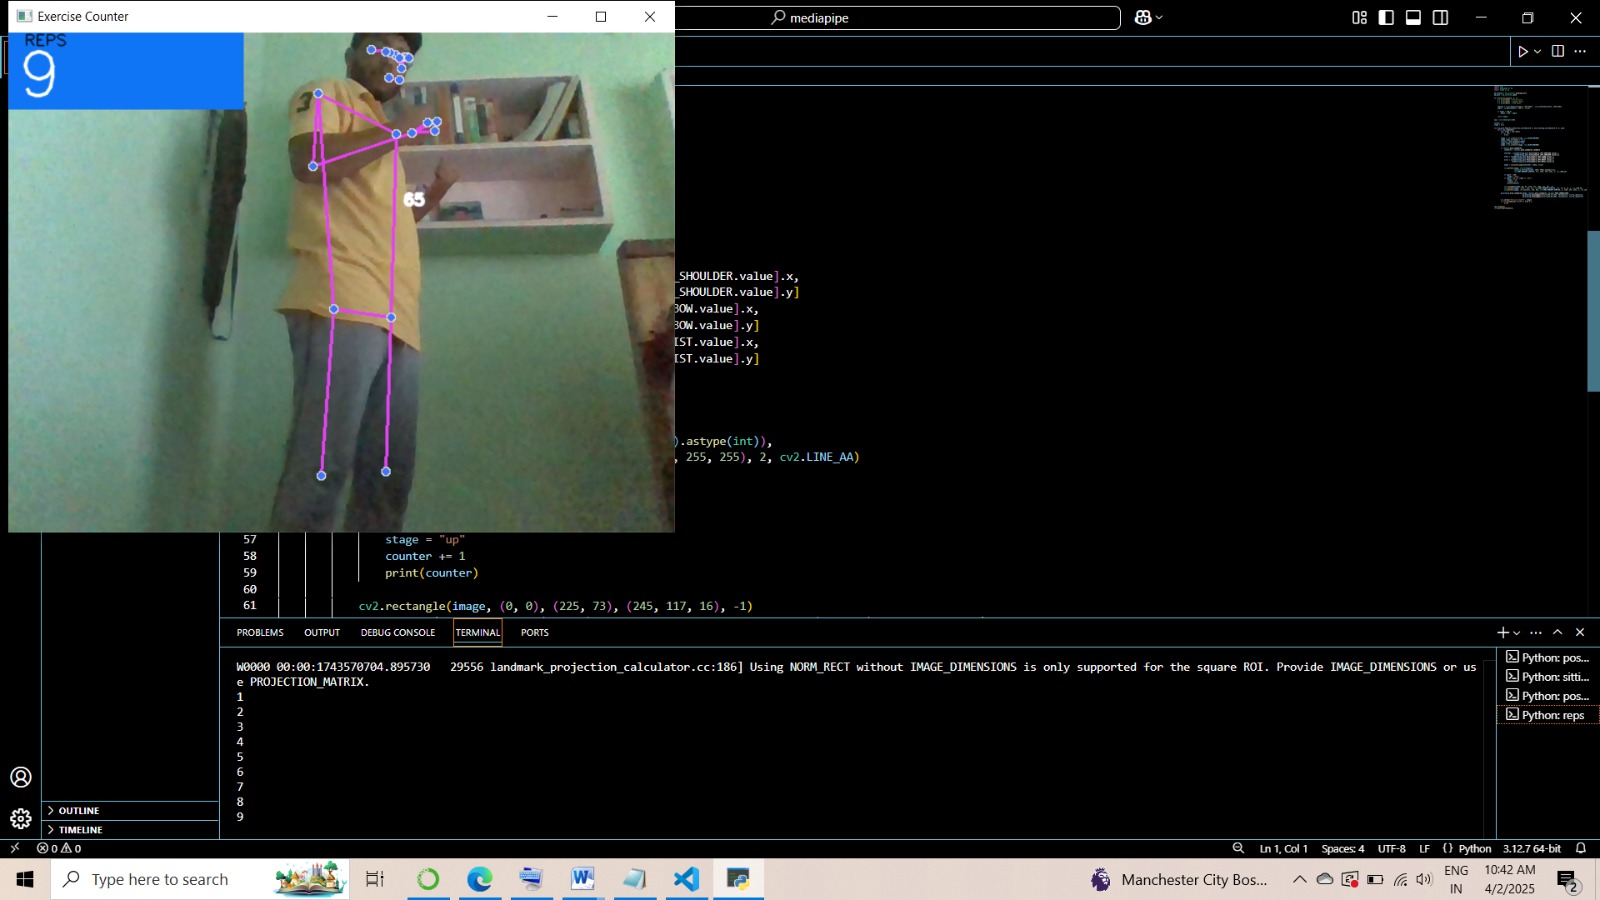 Exercise Counter
mediapipe
REPS
9
3
65
_SHOULDER.value].x,
_SHOULDER.value].y]
BOW.value].x,
BOW.value].y]
IST.value].x,
IST.value].y]
).astype(int)),
, 255, 255), 2, cv2.LINE_AA)
57 stage = "up"
58 counter += 1
59 print(counter)
60
61 cv2.rectangle(image, (0, 0), (225, 73), (245, 117, 16), -1)
PROBLEMS OUTPUT DEBUG CONSOLE TERMINAL PORTS
W0000 00:00:1743570704.895730 29556 landmark_projection_calculator.cc:186] Using NORM_RECT without IMAGE_DIMENSIONS is only supported for the square ROI. Provide IMAGE_DIMENSIONS or us
e PROJECTION_MATRIX.
1
2
3
4
5
6
7
8
9
Python: pos...
Python: sitti...
Python: pos...
Python: reps
OUTLINE
TIMELINE
0 0 Ln 1, Col 1 Spaces: 4 UTF-8 LF {} Python 3.12.7 64-bit
Type here to search
Manchester City Bos...
ENG
IN
10:42 AM
4/2/2025
2